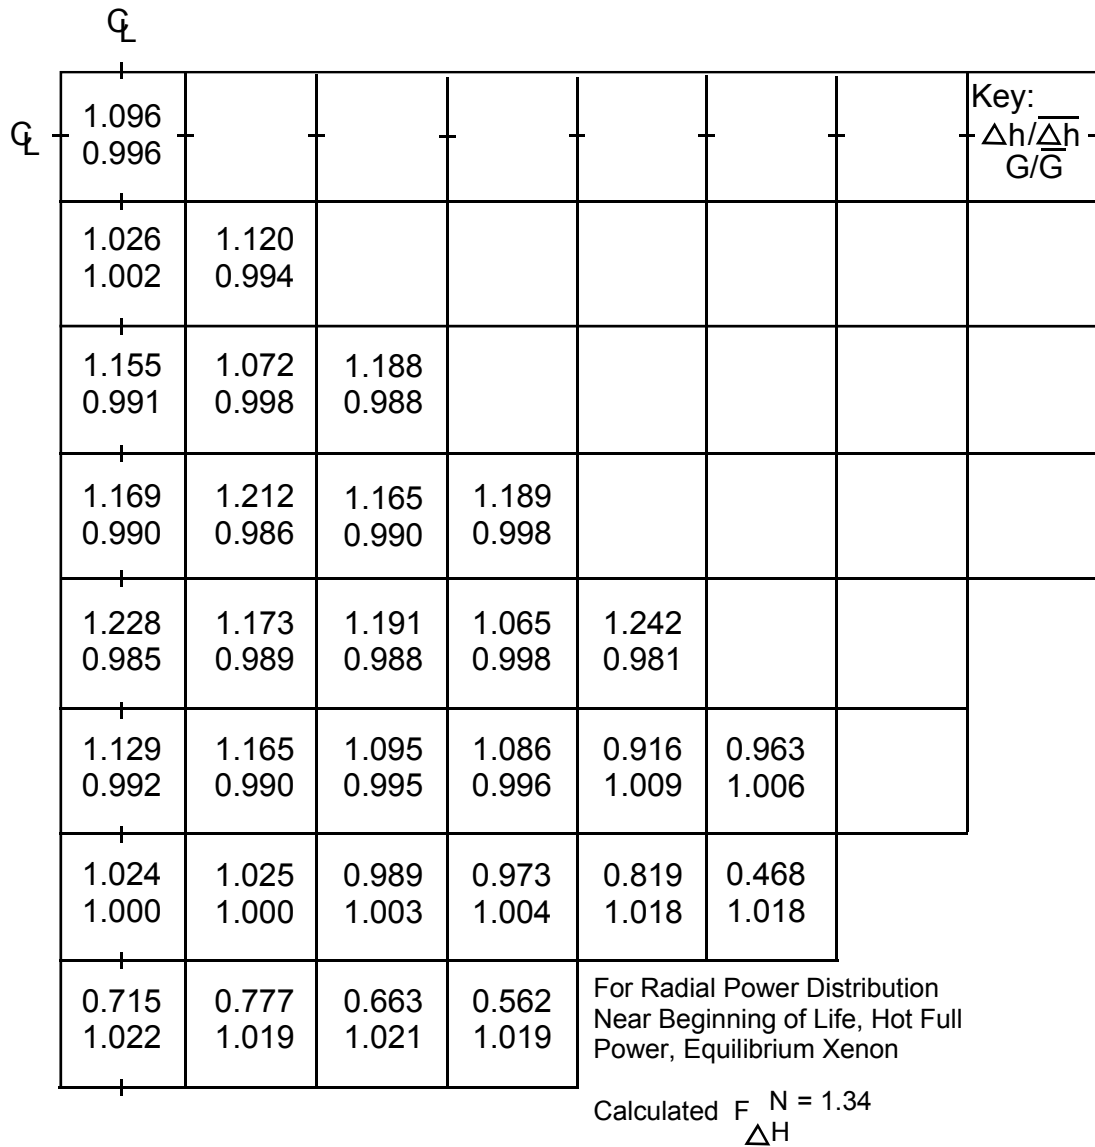 ℄
℄
Key:
Δh/Δh̅
G/G̅
1.096
0.996
1.026 1.120
1.002 0.994
1.155 1.072 1.188
0.991 0.998 0.988
1.169 1.212 1.165 1.189
0.990 0.986 0.990 0.998
1.228 1.173 1.191 1.065 1.242
0.985 0.989 0.988 0.998 0.981
1.129 1.165 1.095 1.086 0.916 0.963
0.992 0.990 0.995 0.996 1.009 1.006
1.024 1.025 0.989 0.973 0.819 0.468
1.000 1.000 1.003 1.004 1.018 1.018
0.715 0.777 0.663 0.562
1.022 1.019 1.021 1.019
For Radial Power Distribution
Near Beginning of Life, Hot Full
Power, Equilibrium Xenon
Calculated F N = 1.34
ΔH